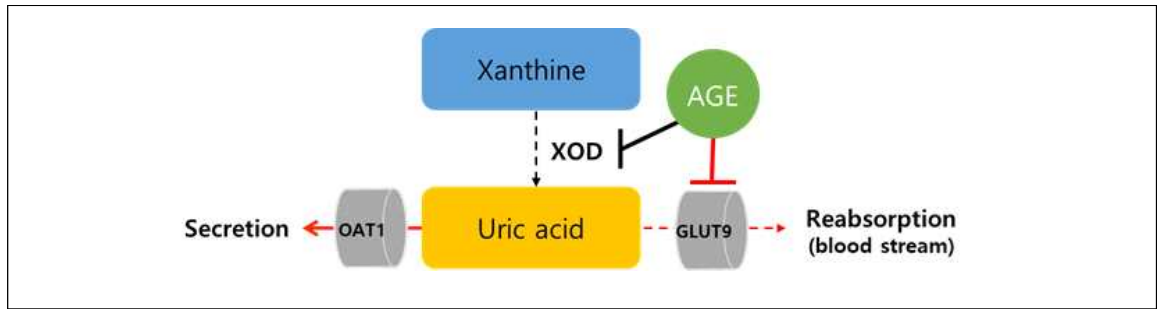 Xanthine
AGE
XOD
Secretion
OAT1
Uric acid
GLUT9
Reabsorption
(blood stream)